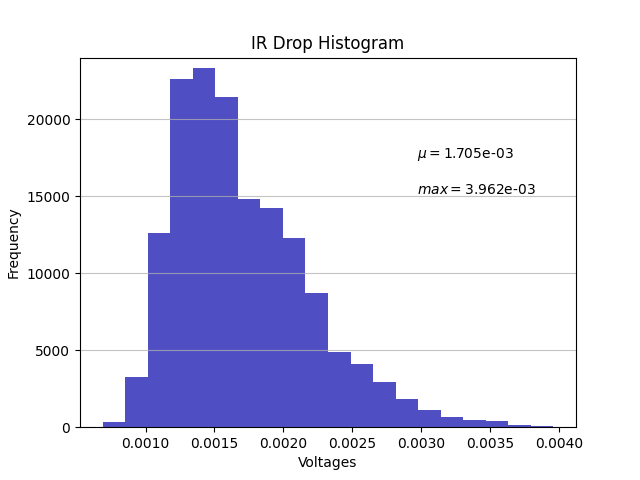 IR Drop Histogram
20000
15000
10000
5000
0
Frequency
μ = 1.705e-03
max = 3.962e-03
0.0010 0.0015 0.0020 0.0025 0.0030 0.0035 0.0040
Voltages